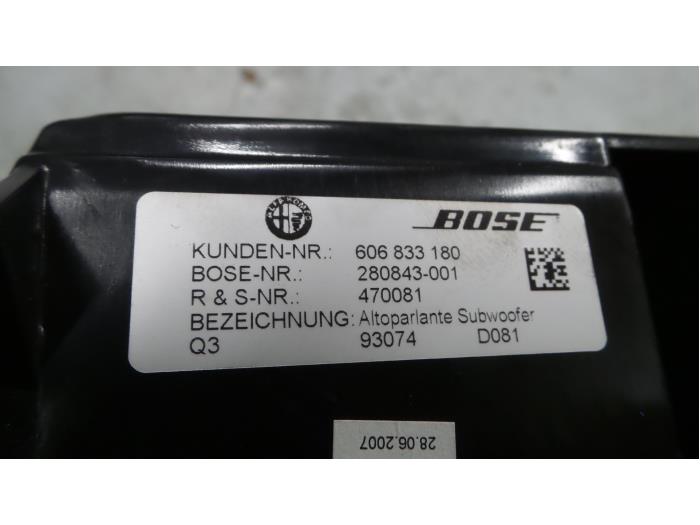 BOSE
KUNDEN-NR.: 606 833 180
BOSE-NR.: 280843-001
R & S-NR.: 470081
BEZEICHNUNG: Altoparlante Subwoofer
Q3 93074 D081
28.06.2007